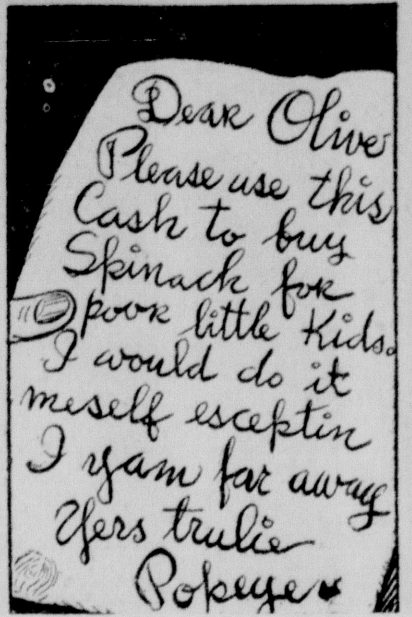 Dear Olive
Please use this
Cash to buy
Spinach for
poor little Kids.
I would do it
meself esceptin
I yam far away
Yers trulie
Popeye